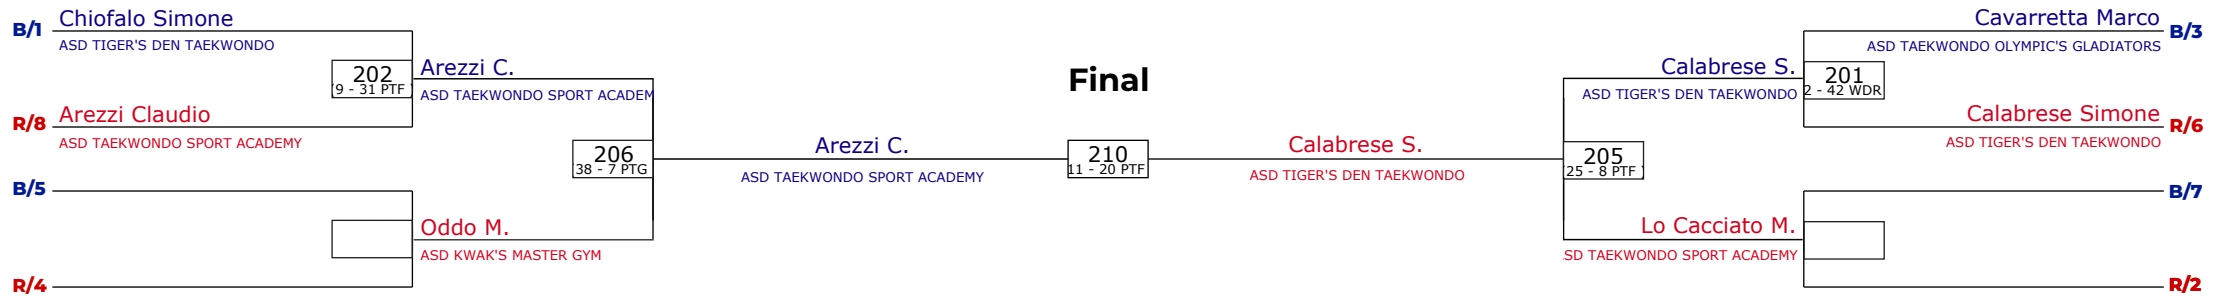 B/1
Chiofalo Simone
ASD TIGER'S DEN TAEKWONDO
202
9 - 31 PTF
R/8
Arezzi Claudio
ASD TAEKWONDO SPORT ACADEMY
Arezzi C.
ASD TAEKWONDO SPORT ACADEM
206
38 - 7 PTG
B/5
R/4
Oddo M.
ASD KWAK'S MASTER GYM
Final
Arezzi C.
ASD TAEKWONDO SPORT ACADEMY
210
11 - 20 PTF
Calabrese S.
ASD TIGER'S DEN TAEKWONDO
Calabrese S.
ASD TIGER'S DEN TAEKWONDO
205
25 - 8 PTF
Lo Cacciato M.
SD TAEKWONDO SPORT ACADEMY
Cavarretta Marco
B/3
ASD TAEKWONDO OLYMPIC'S GLADIATORS
201
2 - 42 WDR
Calabrese Simone
R/6
ASD TIGER'S DEN TAEKWONDO
B/7
R/2